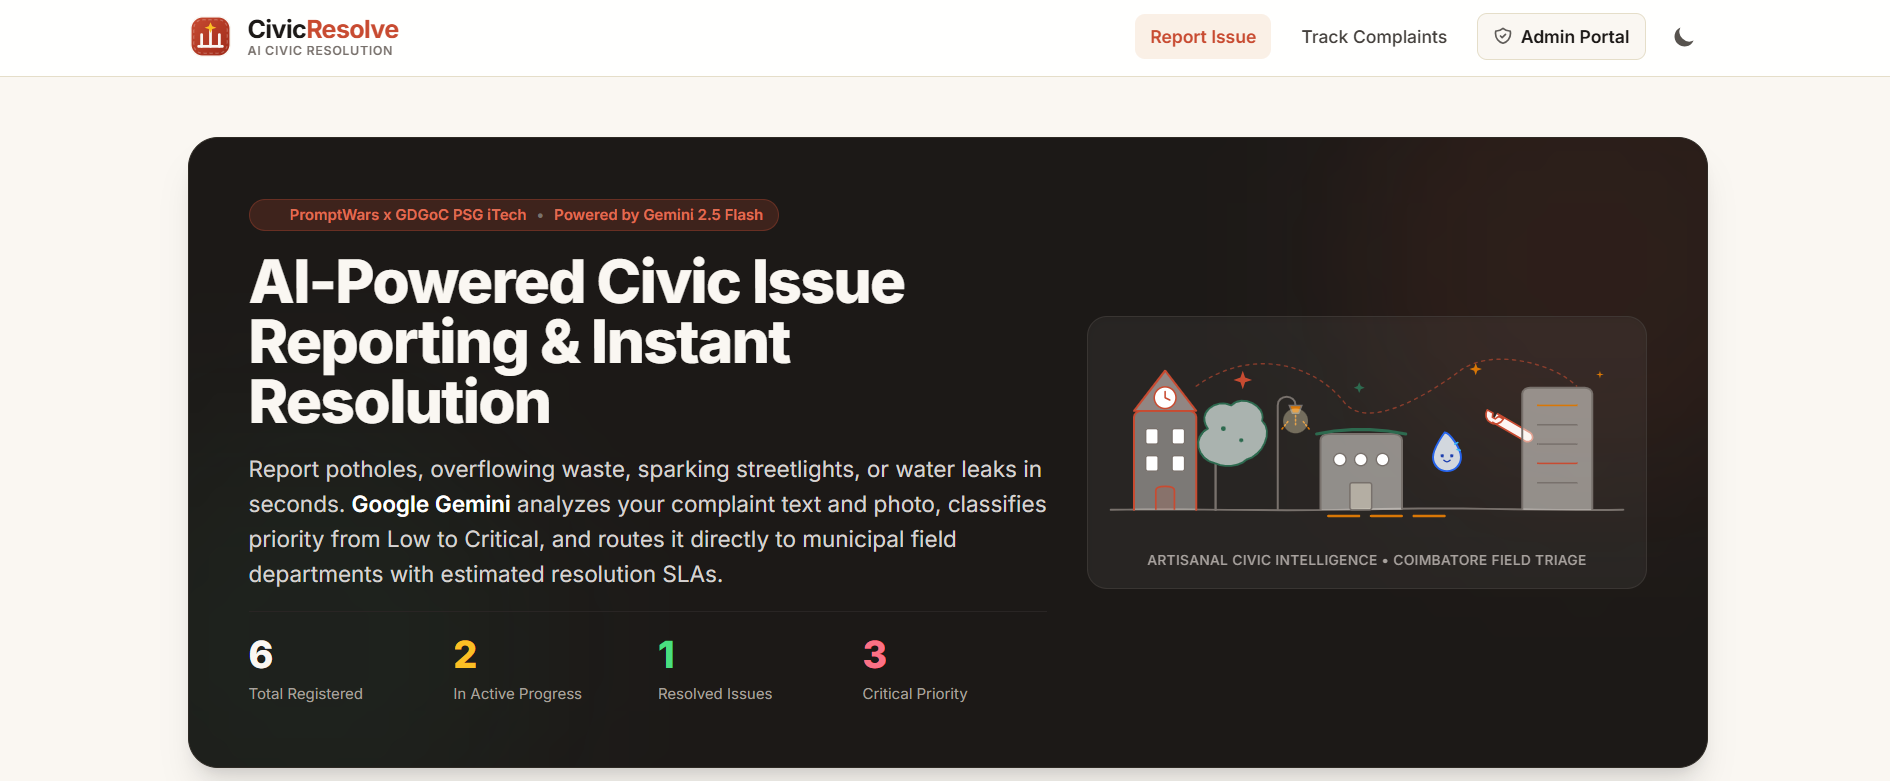 CivicResolve
AI CIVIC RESOLUTION
Report Issue
Track Complaints
Admin Portal
PromptWars x GDGoC PSG iTech • Powered by Gemini 2.5 Flash
AI-Powered Civic Issue
Reporting & Instant
Resolution
Report potholes, overflowing waste, sparking streetlights, or water leaks in
seconds. Google Gemini analyzes your complaint text and photo, classifies
priority from Low to Critical, and routes it directly to municipal field
departments with estimated resolution SLAs.
6
Total Registered
2
In Active Progress
1
Resolved Issues
3
Critical Priority
ARTISANAL CIVIC INTELLIGENCE • COIMBATORE FIELD TRIAGE